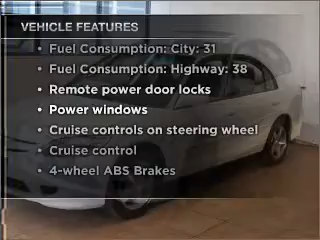 VEHICLE FEATURES
• Fuel Consumption: City: 31
• Fuel Consumption: Highway: 38
• Remote power door locks
• Power windows
• Cruise controls on steering wheel
• Cruise control
• 4-wheel ABS Brakes